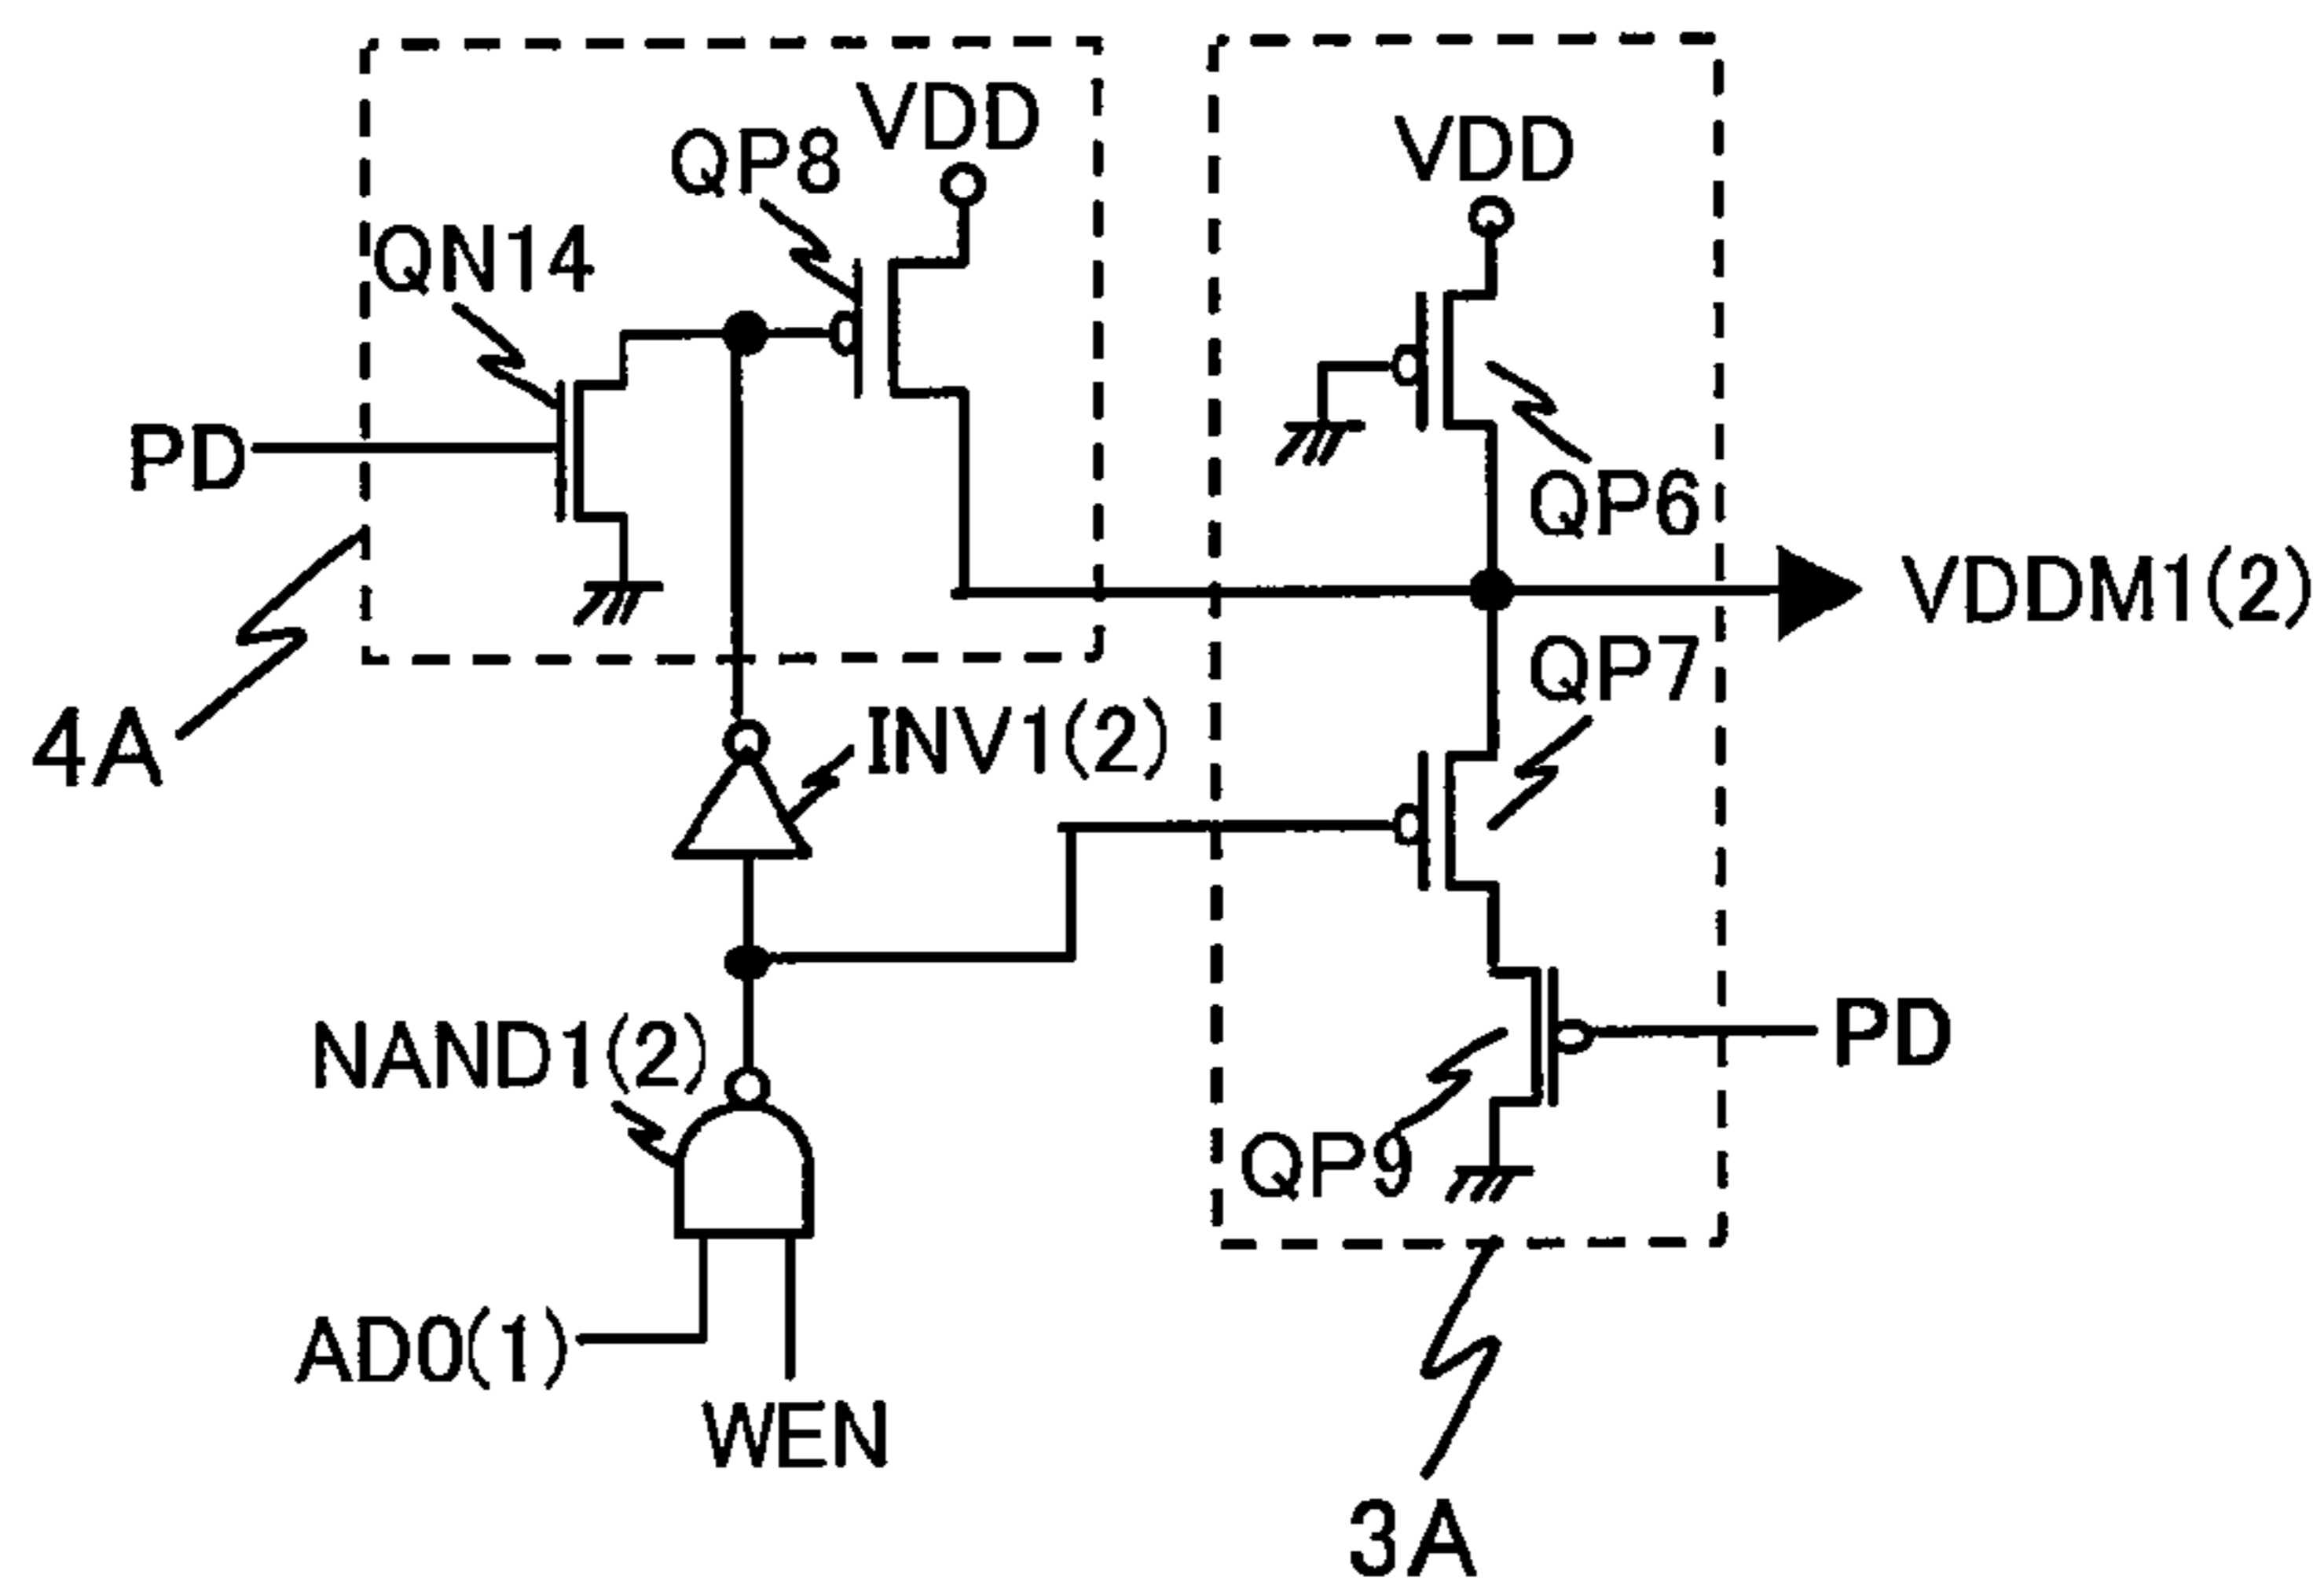 VDD
VDD
QP8
QN14
PD
QP6
VDDM1(2)
QP7
4A
INV1(2)
NAND1(2)
PD
QP9
AD0(1)
WEN
3A